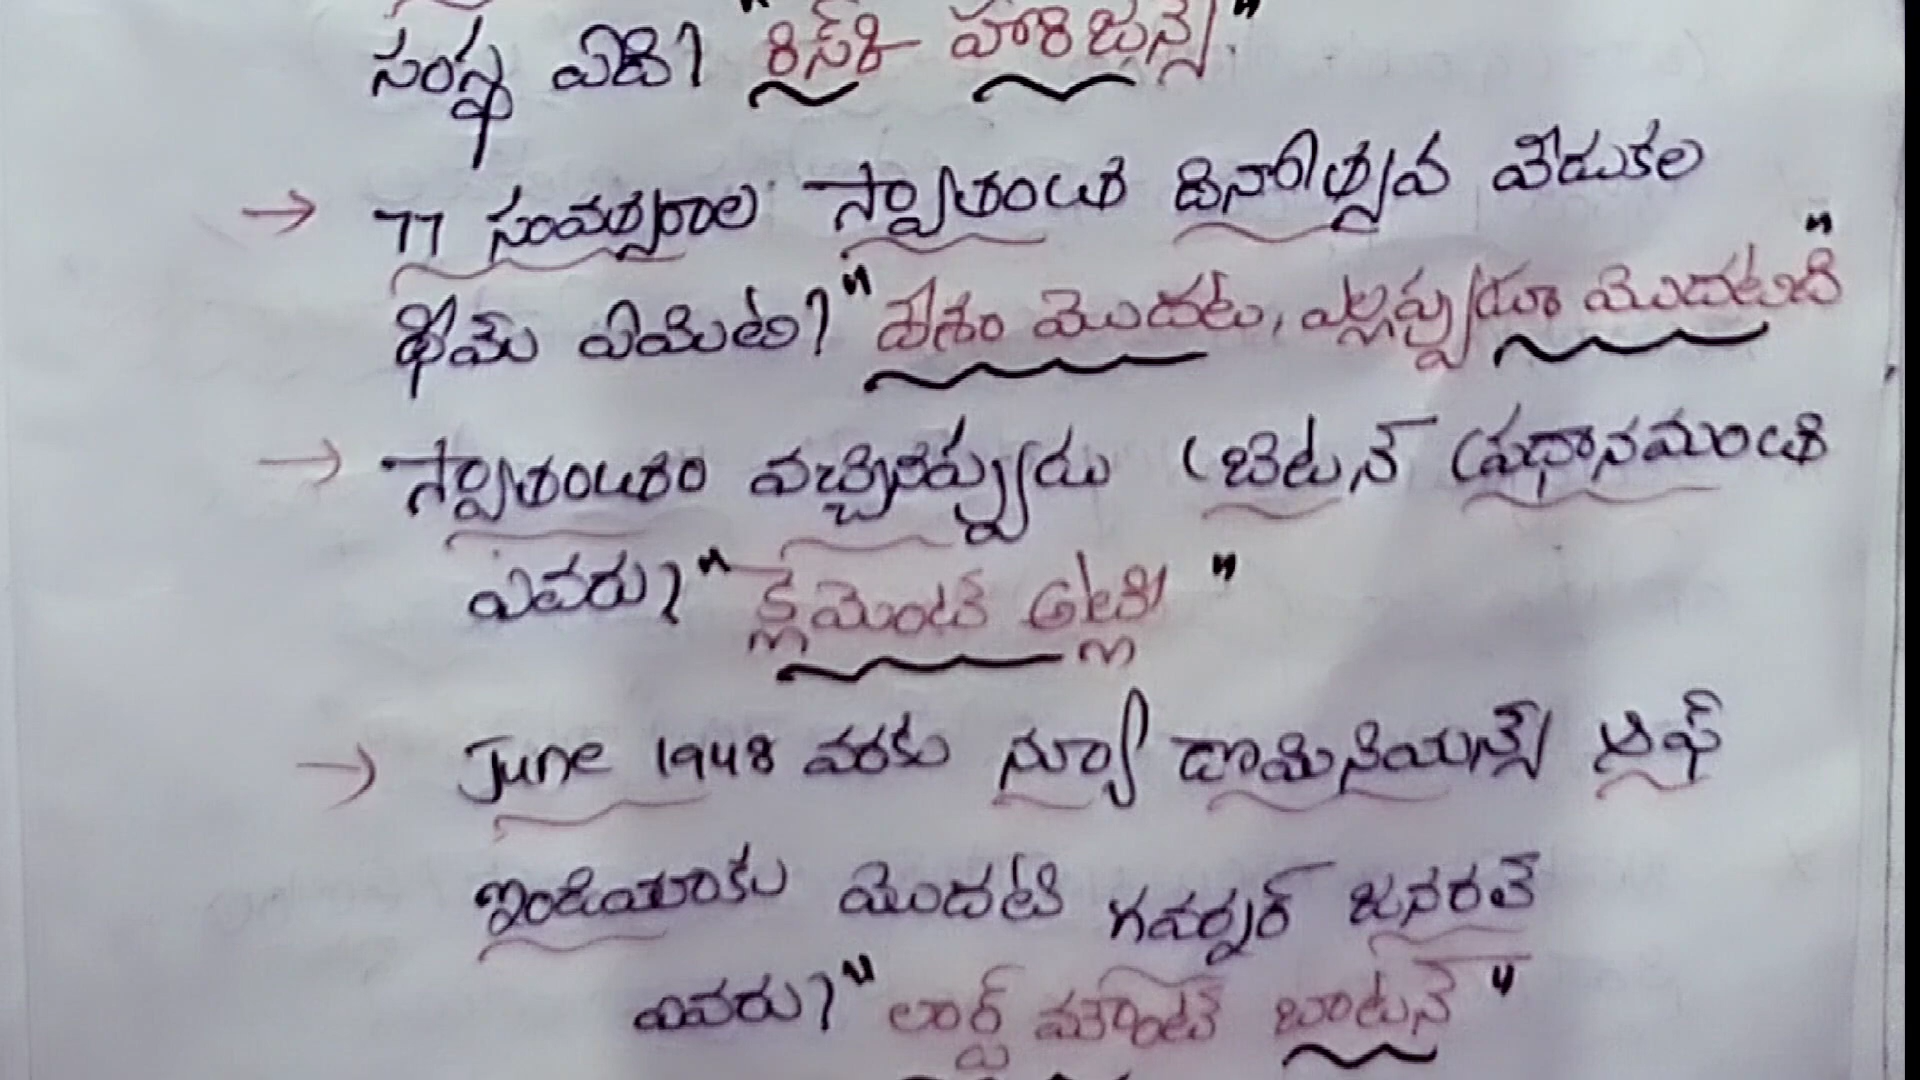 సంస్థ ఏది? "రిస్క్ హారిజన్స్."
→ 77 సంవత్సరాల స్వాతంత్ర దినోత్సవ వేడుకల
థీమ్ ఏమిటి? "దేశం మొదట, ఎల్లప్పుడూ మొదటిది"
→ స్వాతంత్రం వచ్చినప్పుడు బ్రిటన్ ప్రధానమంత్రి
ఎవరు? "క్లెమెంట్ అట్లీ"
→ June 1948 వరకు న్యూ డొమినియన్స్ ఆఫ్
ఇండియాకు మొదటి గవర్నర్ జనరల్
ఎవరు? "లార్డ్ మౌంట్ బాటన్"